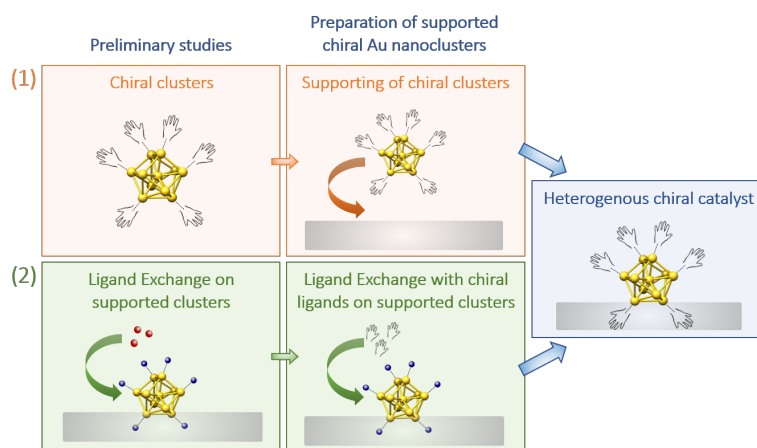 Preliminary studies
Preparation of supported
chiral Au nanoclusters
(1)
Chiral clusters
Supporting of chiral clusters
Heterogenous chiral catalyst
(2)
Ligand Exchange on
supported clusters
Ligand Exchange with chiral
ligands on supported clusters